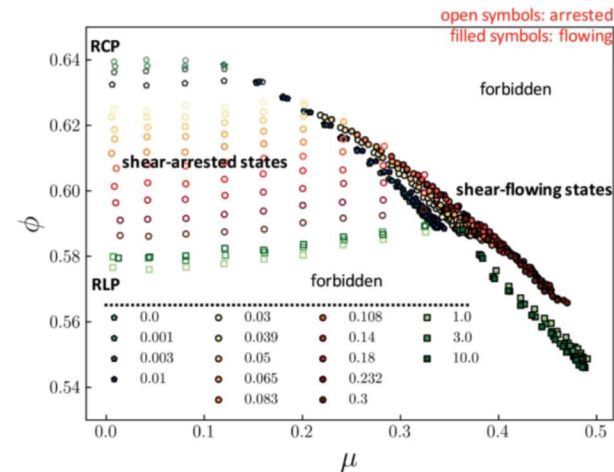 open symbols: arrested
filled symbols: flowing
RCP
forbidden
shear-arrested states
shear-flowing states
RLP
forbidden
0.0 0.03 0.108 1.0
0.001 0.039 0.14 3.0
0.003 0.05 0.18 10.0
0.01 0.065 0.232
0.083 0.3
0.64
0.62
0.60
0.58
0.56
0.54
ϕ
0.0 0.1 0.2 0.3 0.4 0.5
μ